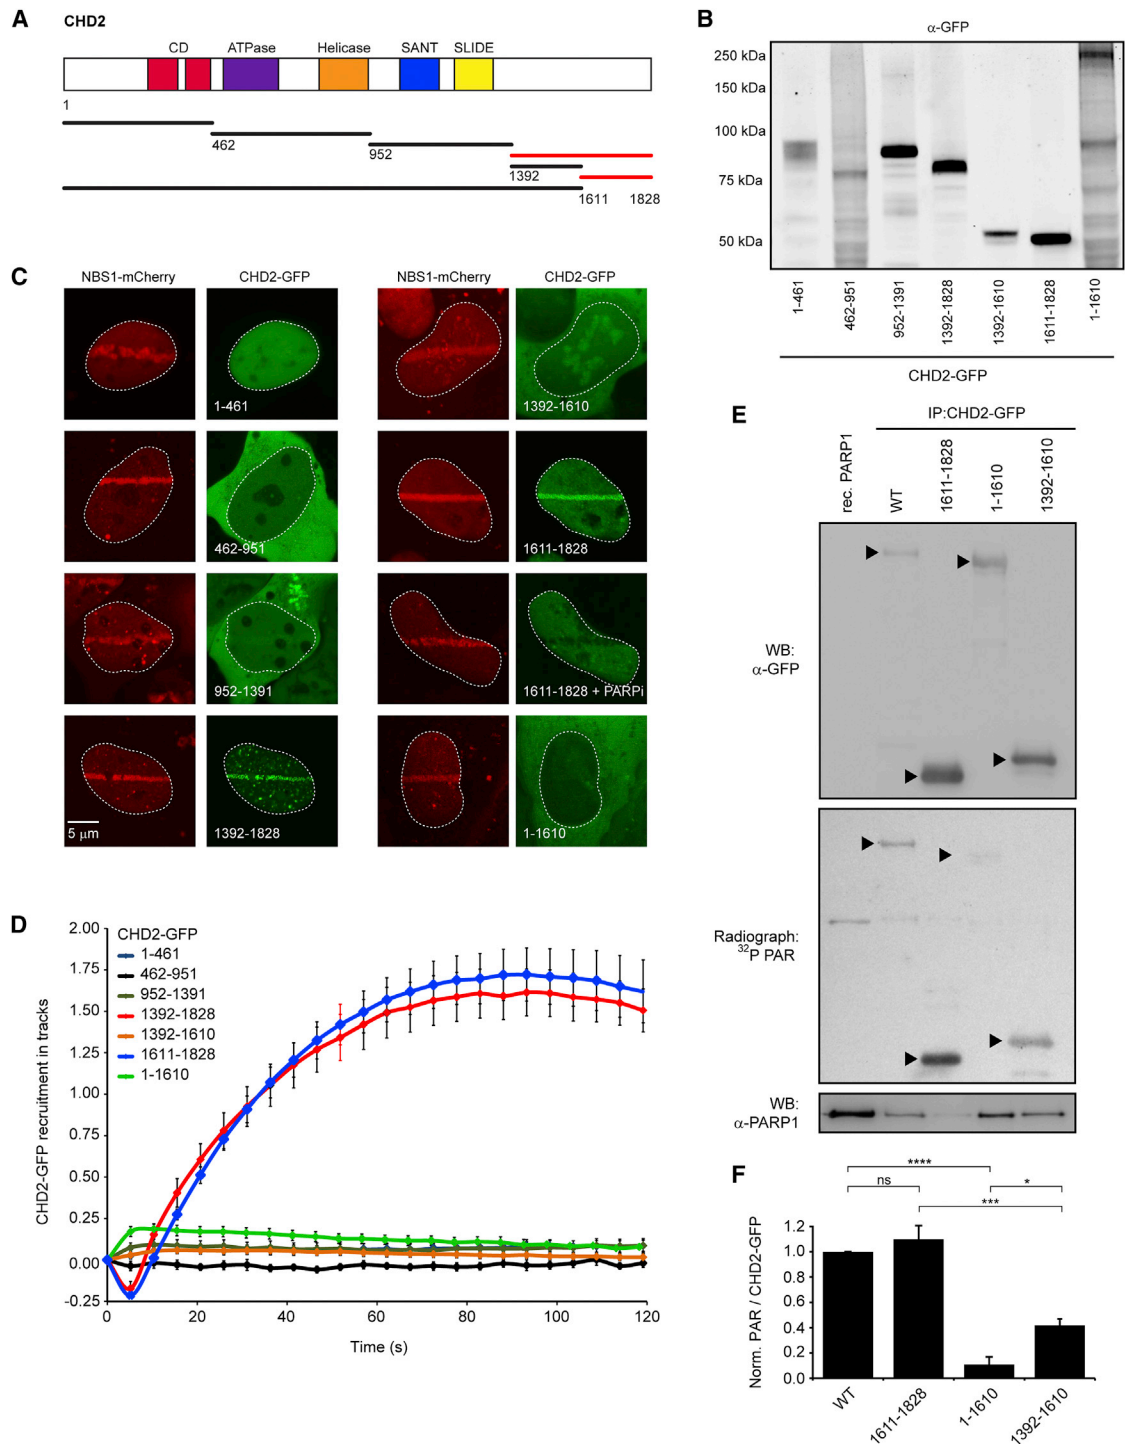 A
CHD2
CD
ATPase
Helicase
SANT
SLIDE
1
462
952
1392
1611
1828
B
α-GFP
250 kDa
150 kDa
100 kDa
75 kDa
50 kDa
1-461
462-951
952-1391
1392-1828
1392-1610
1611-1828
1-1610
CHD2-GFP
C
NBS1-mCherry
CHD2-GFP
NBS1-mCherry
CHD2-GFP
1-461
1392-1610
462-951
1611-1828
952-1391
1611-1828 + PARPi
5 μm
1392-1828
1-1610
D
CHD2-GFP recruitment in tracks
2.00
1.75
1.50
1.25
1.00
0.75
0.50
0.25
0.00
-0.25
CHD2-GFP
1-461
462-951
952-1391
1392-1828
1392-1610
1611-1828
1-1610
0
20
40
60
80
100
120
Time (s)
E
IP:CHD2-GFP
rec. PARP1
WT
1611-1828
1-1610
1392-1610
WB:
α-GFP
Radiograph:
³²P PAR
WB:
α-PARP1
F
****
ns
*
***
Norm. PAR / CHD2-GFP
1.2
1.0
0.8
0.6
0.4
0.2
0.0
WT
1611-1828
1-1610
1392-1610